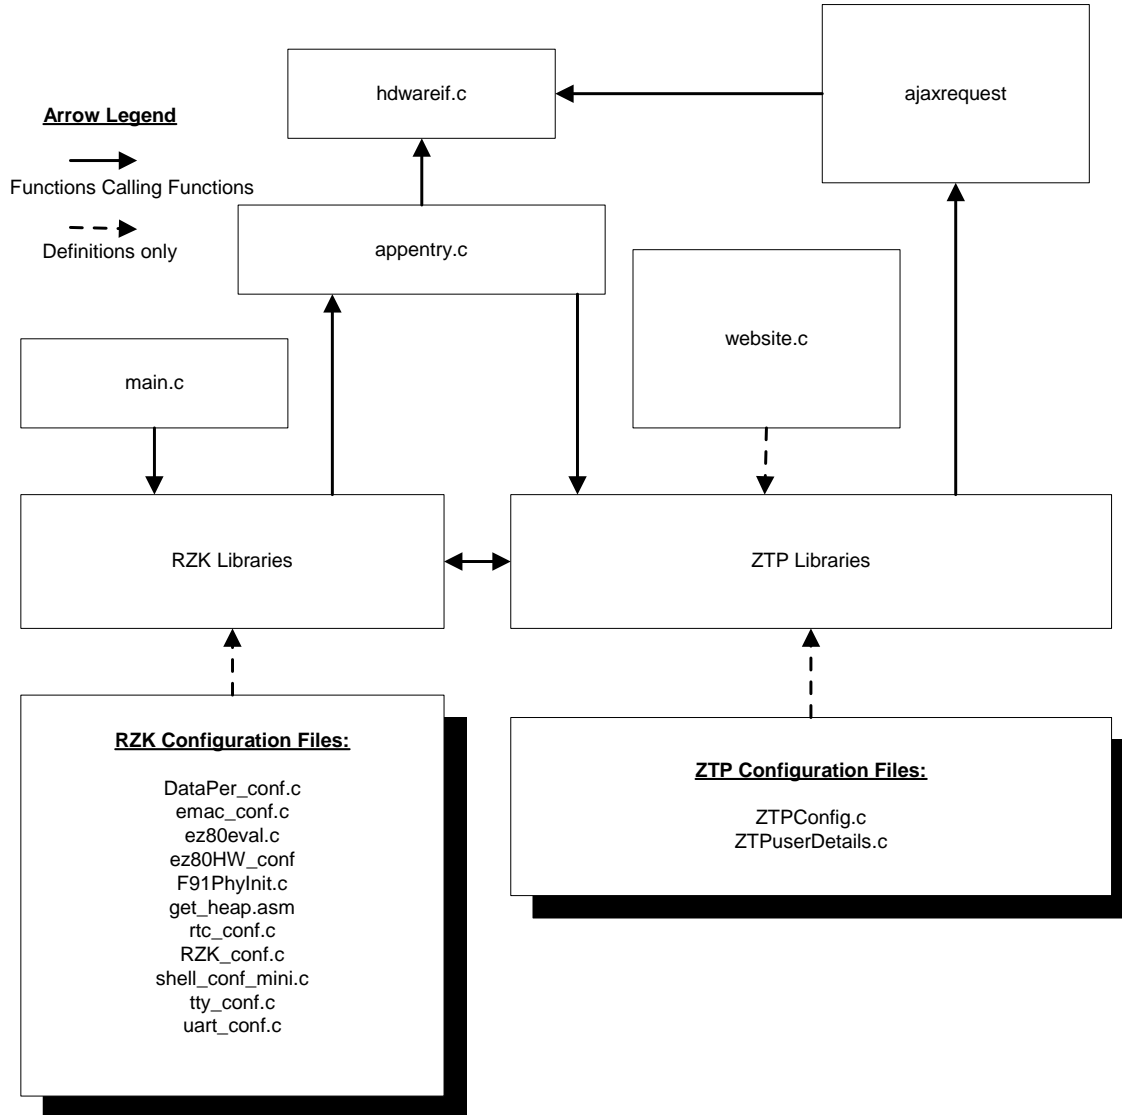 hdwareif.c
ajaxrequest
Arrow Legend
Functions Calling Functions
Definitions only
appentry.c
website.c
main.c
RZK Libraries
ZTP Libraries
RZK Configuration Files:
DataPer_conf.c
emac_conf.c
ez80eval.c
ez80HW_conf
F91PhyInit.c
get_heap.asm
rtc_conf.c
RZK_conf.c
shell_conf_mini.c
tty_conf.c
uart_conf.c
ZTP Configuration Files:
ZTPConfig.c
ZTPuserDetails.c